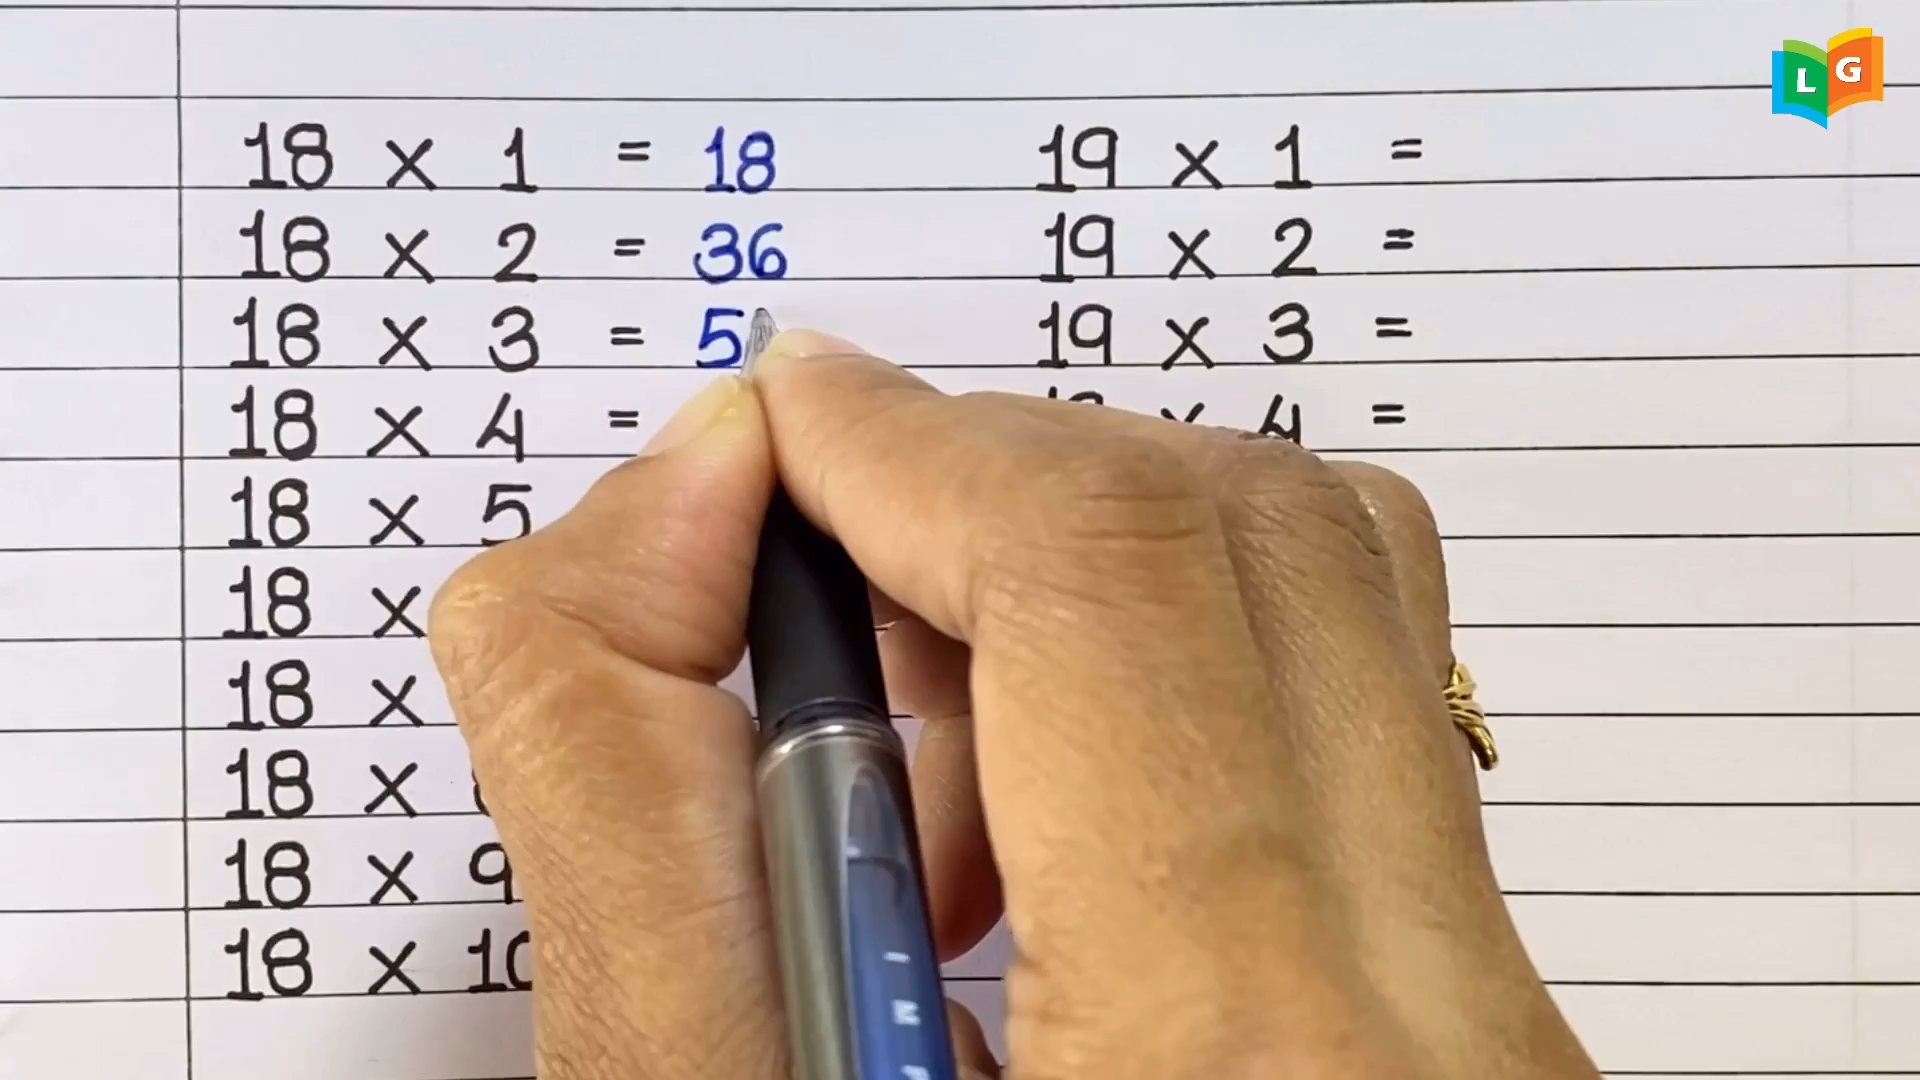 L G
18 x 1 = 18 19 x 1 =
18 x 2 = 36 19 x 2 =
18 x 3 = 5 19 x 3 =
18 x 4 = x 4 =
18 x 5
18 x
18 x
18 x
18 x 9
18 x 10